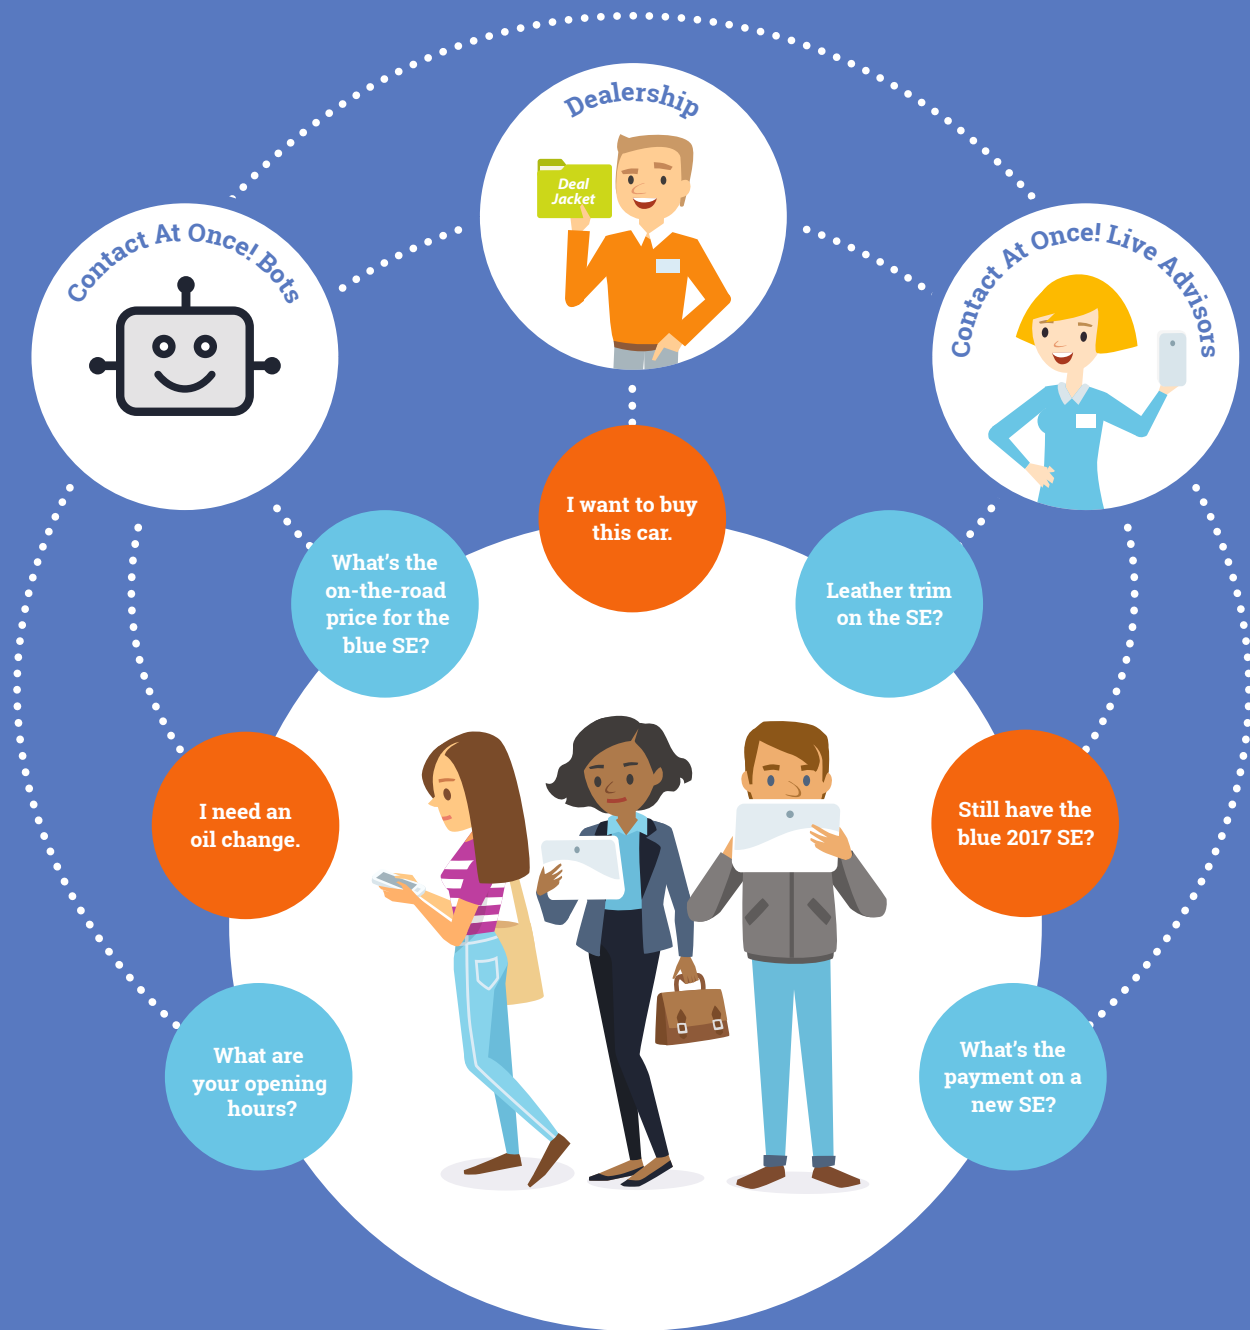 Dealership
Deal
Jacket
Contact At Once! Bots
Contact At Once! Live Advisors
I want to buy
this car.
What's the
on-the-road
price for the
blue SE?
Leather trim
on the SE?
I need an
oil change.
Still have the
blue 2017 SE?
What are
your opening
hours?
What's the
payment on a
new SE?